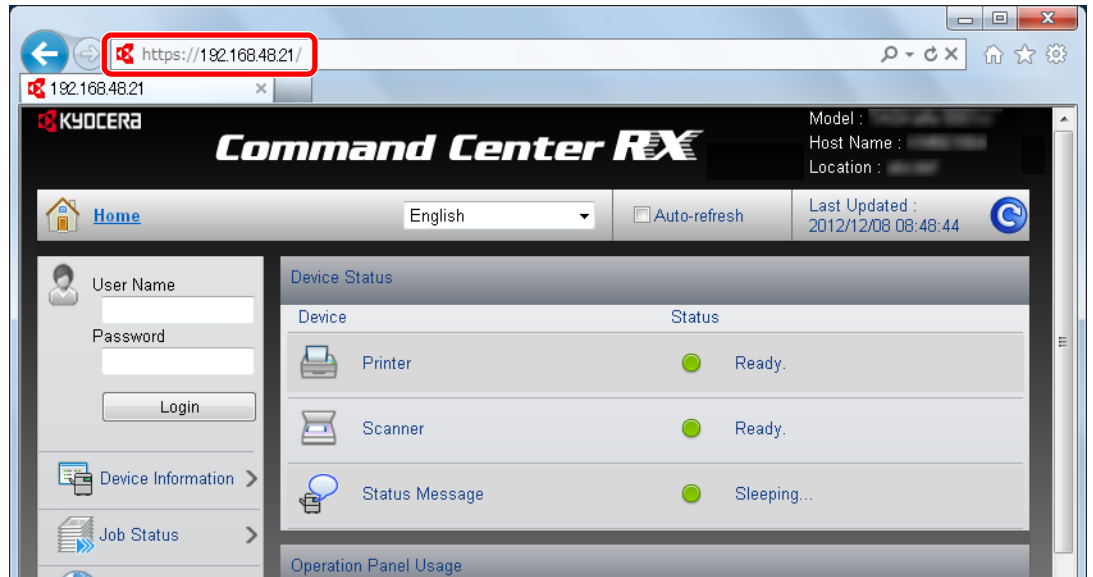 https://192.168.48.21/
192.168.48.21
KYOCERA
Command Center RX
Model :
Host Name :
Location :
Home
English
Auto-refresh
Last Updated :
2012/12/08 08:48:44
User Name
Password
Login
Device Information
Job Status
Device Status
Device Status
Printer Ready.
Scanner Ready.
Status Message Sleeping...
Operation Panel Usage